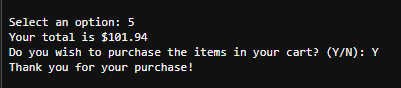 Select an option: 5
Your total is $101.94
Do you wish to purchase the items in your cart? (Y/N): Y
Thank you for your purchase!